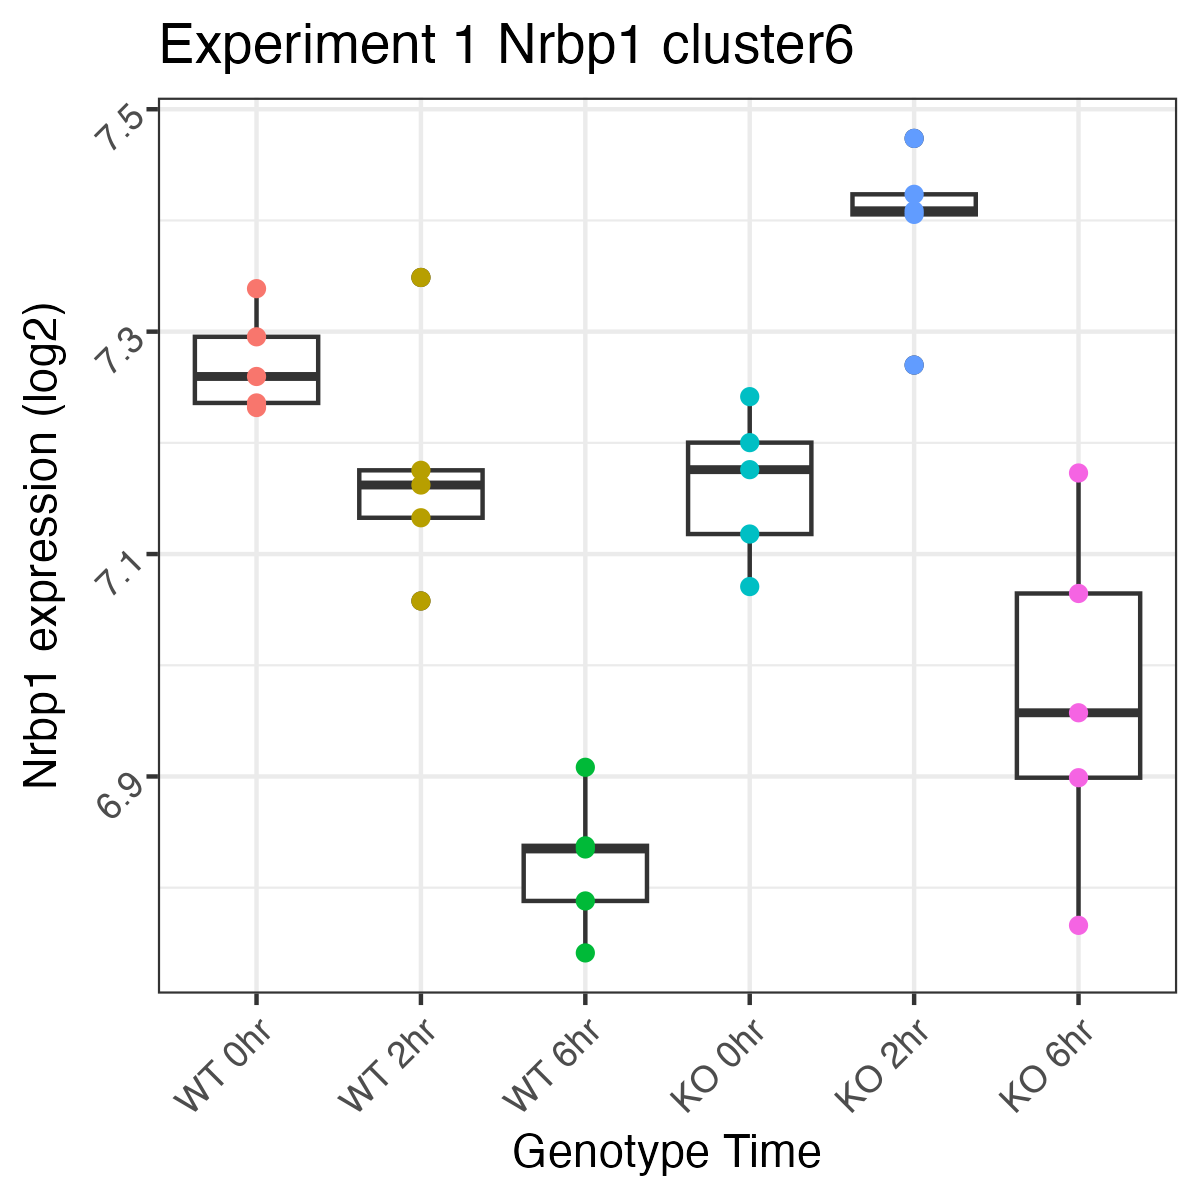 Experiment 1 Nrbp1 cluster6
Nrbp1 expression (log2)
7.5
7.3
7.1
6.9
WT 0hr
WT 2hr
WT 6hr
KO 0hr
KO 2hr
KO 6hr
Genotype Time